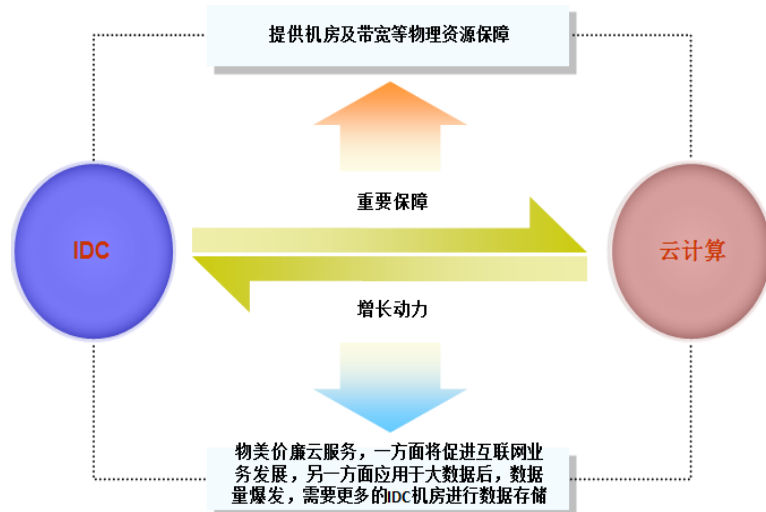 提供机房及带宽等物理资源保障
重要保障
IDC
云计算
增长动力
物美价廉云服务，一方面将促进互联网业
务发展，另一方面应用于大数据后，数据
量爆发，需要更多的IDC机房进行数据存储